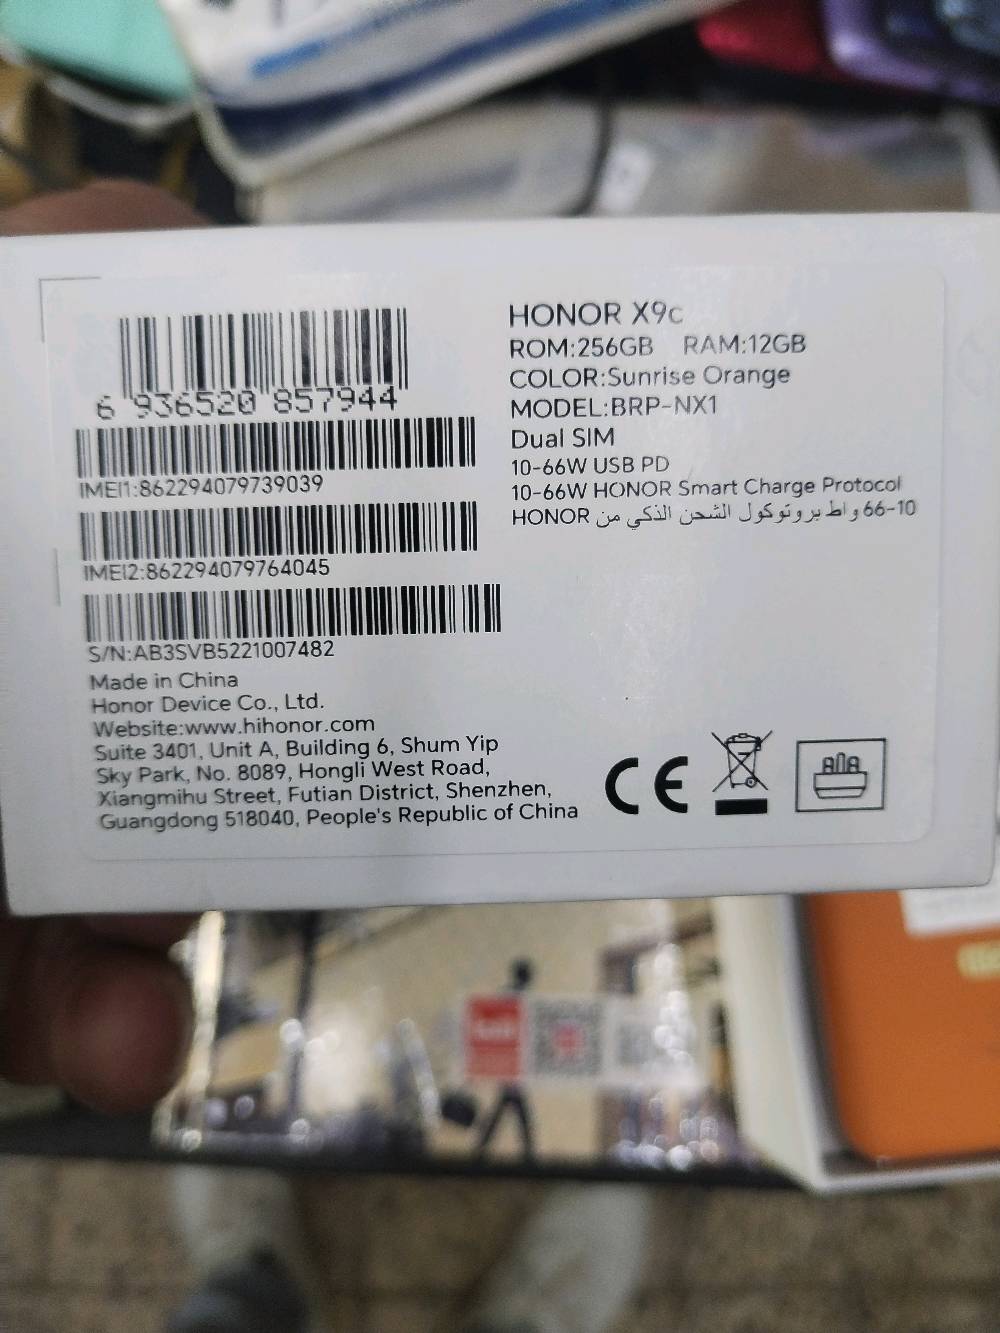 6 936520 857944
IMEI1:862294079739039
IMEI2:862294079764045
S/N:AB3SVB5221007482
Made in China
Honor Device Co., Ltd.
Website:www.hihonor.com
Suite 3401, Unit A, Building 6, Shum Yip
Sky Park, No. 8089, Hongli West Road,
Xiangmihu Street, Futian District, Shenzhen,
Guangdong 518040, People's Republic of China
HONOR X9c
ROM:256GB RAM:12GB
COLOR:Sunrise Orange
MODEL:BRP-NX1
Dual SIM
10-66W USB PD
10-66W HONOR Smart Charge Protocol
66-10 واط بروتوكول الشحن الذكي من HONOR
CE